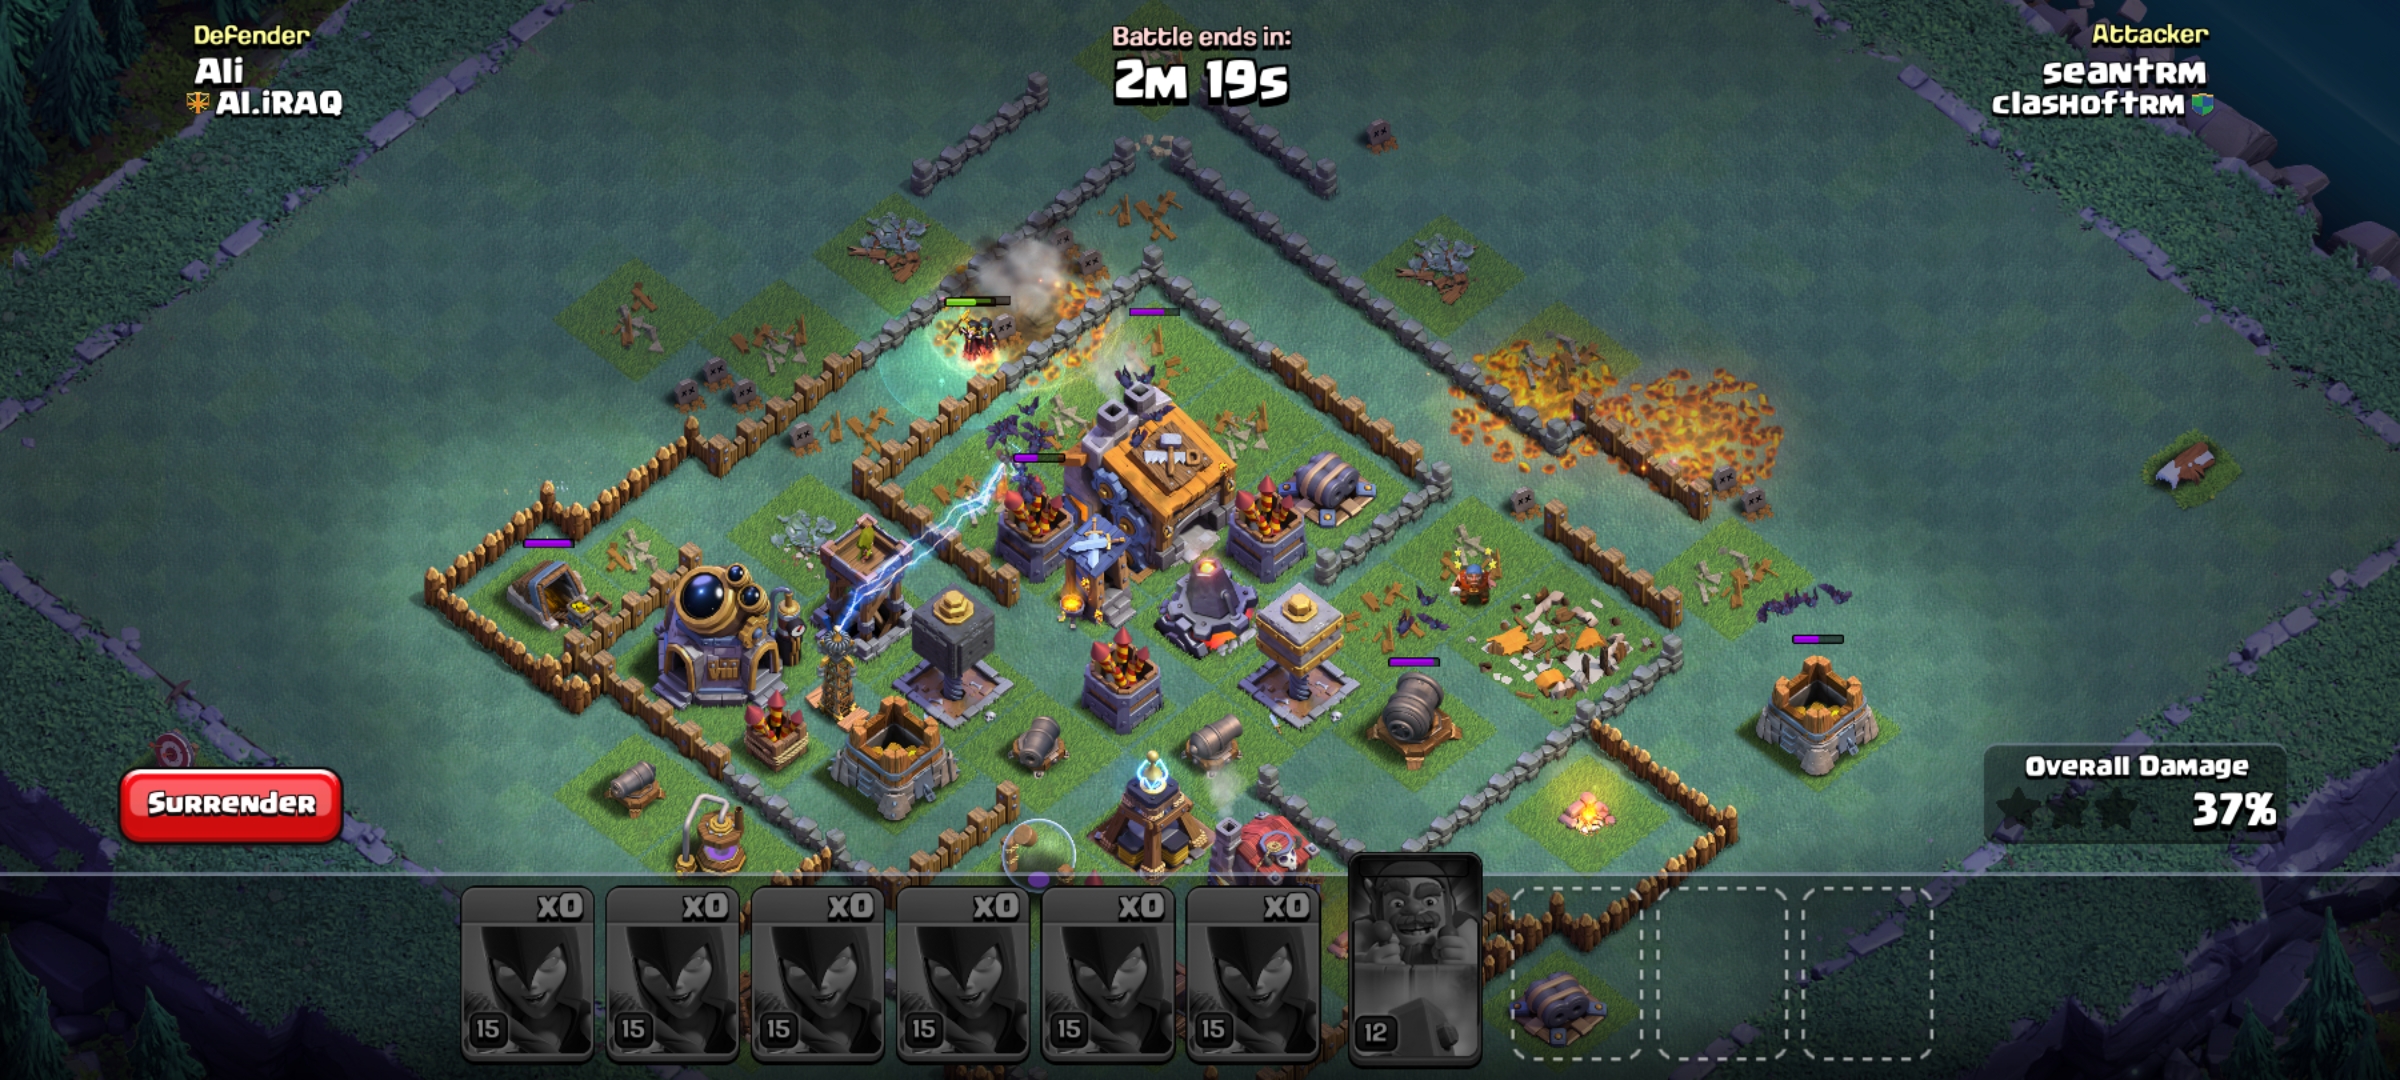 Defender
Ali
Al.iRAQ
Battle ends in:
2M 19s
Attacker
seantRM
clashoftRM
Surrender
Overall Damage
37%
x0
x0
x0
x0
x0
x0
15
15
15
15
15
15
12